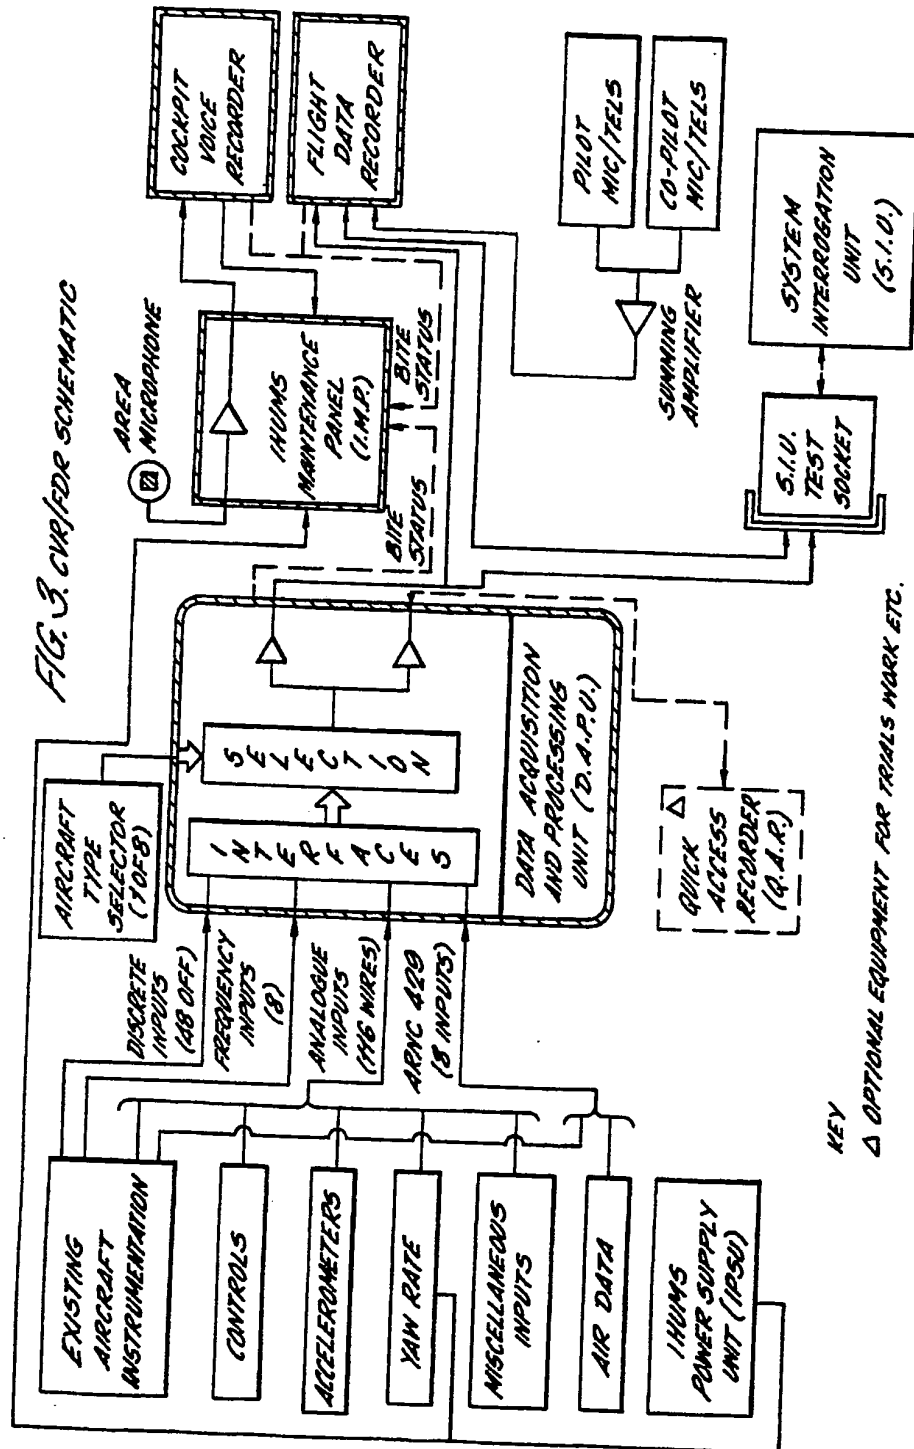 FIG. 3. CVR/FDR SCHEMATIC
EXISTING
AIRCRAFT
INSTRUMENTATION
CONTROLS
ACCELEROMETERS
YAW RATE
MISCELLANEOUS
INPUTS
AIR DATA
IHUMS
POWER SUPPLY
UNIT (IPSU)
DISCRETE
INPUTS
(48 OFF)
FREQUENCY
INPUTS
(8)
ANALOGUE
INPUTS
(146 WIRES)
ARNC 429
(8 INPUTS)
AIRCRAFT
TYPE
SELECTOR
(1 OF 8)
INTERFACES
SELECTION
DATA ACQUISITION
AND PROCESSING
UNIT (D.A.P.U.)
AREA
MICROPHONE
IHUMS
MAINTENANCE
PANEL
(I.M.P.)
BITE
STATUS
BITE
STATUS
COCKPIT
VOICE
RECORDER
FLIGHT
DATA
RECORDER
PILOT
MIC/TELS
CO-PILOT
MIC/TELS
SUMMING
AMPLIFIER
S.I.U.
TEST
SOCKET
SYSTEM
INTERROGATION
UNIT
(S.I.U.)
Δ
QUICK
ACCESS
RECORDER
(Q.A.R.)
KEY
Δ OPTIONAL EQUIPMENT FOR TRIALS WORK ETC.